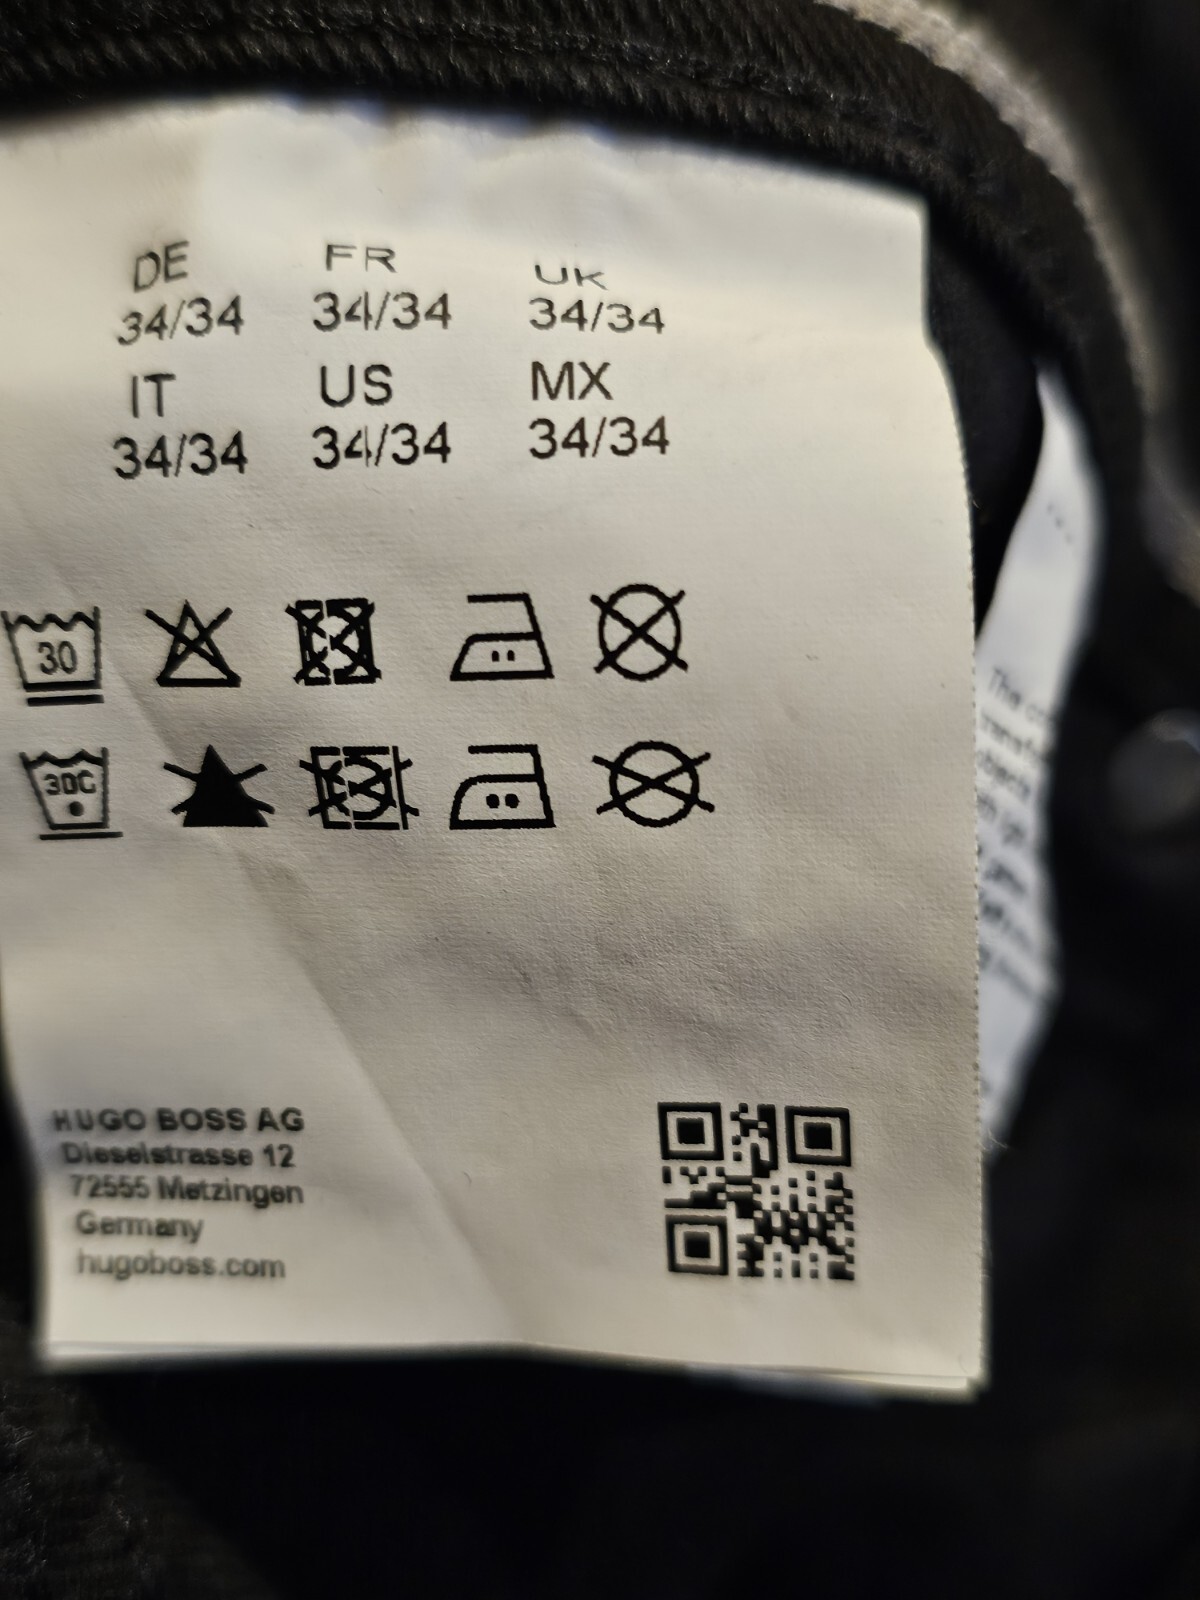 DE FR UK
34/34 34/34 34/34
IT US MX
34/34 34/34 34/34
30
30C
HUGO BOSS AG
Dieselstrasse 12
72555 Metzingen
Germany
hugoboss.com
The